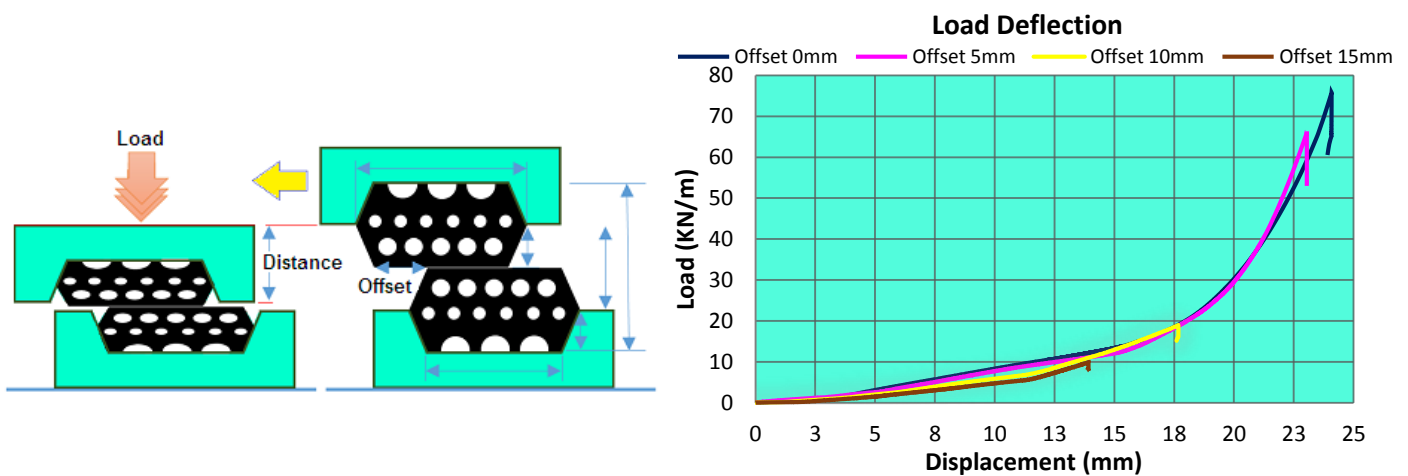 Load
Distance
Offset
Load Deflection
Offset 0mm Offset 5mm Offset 10mm Offset 15mm
80
70
60
50
40
30
20
10
0
Load (KN/m)
0 3 5 8 10 13 15 18 20 23 25
Displacement (mm)